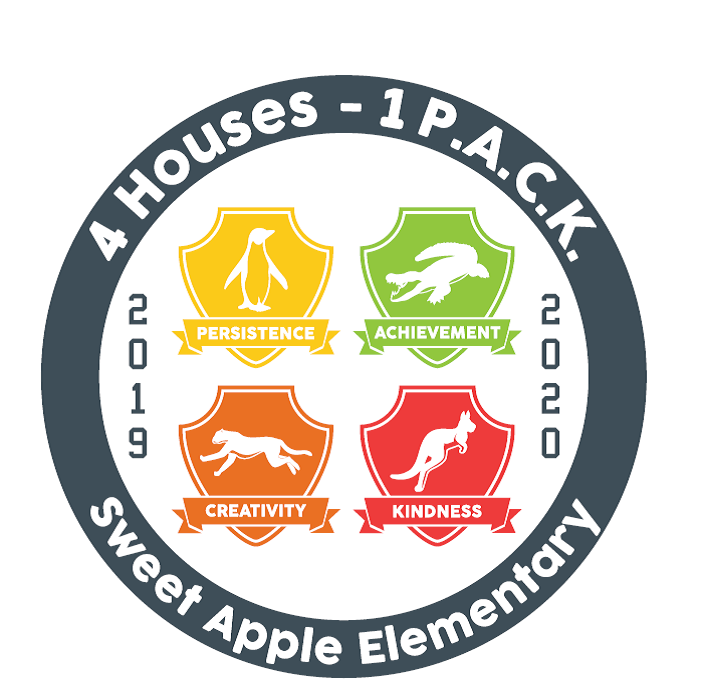 4 Houses - 1 P.A.C.K.
2019
2020
PERSISTENCE
ACHIEVEMENT
CREATIVITY
KINDNESS
Sweet Apple Elementary